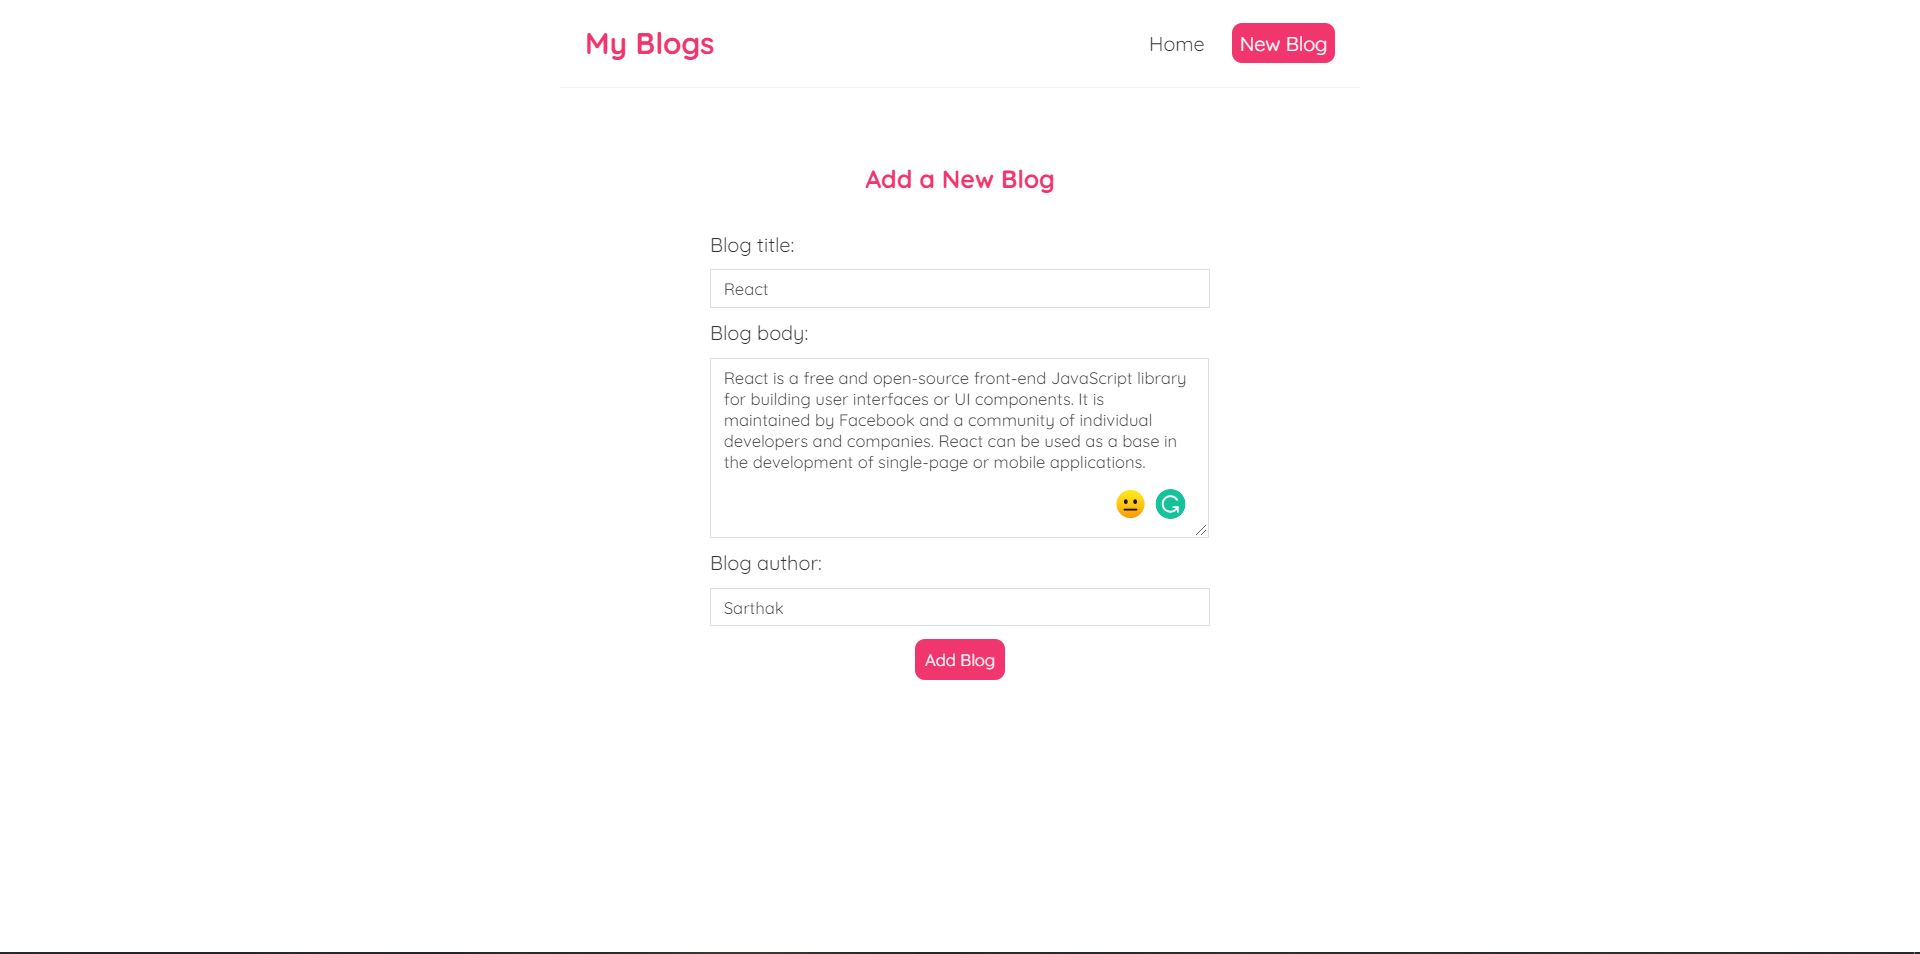 My Blogs
Home
New Blog
Add a New Blog
Blog title:
React
Blog body:
React is a free and open-source front-end JavaScript library
for building user interfaces or UI components. It is
maintained by Facebook and a community of individual
developers and companies. React can be used as a base in
the development of single-page or mobile applications.
Blog author:
Sarthak
Add Blog